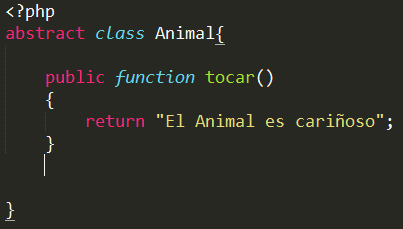 <?php
abstract class Animal{
public function tocar()
{
return "El Animal es cariñoso";
}
}